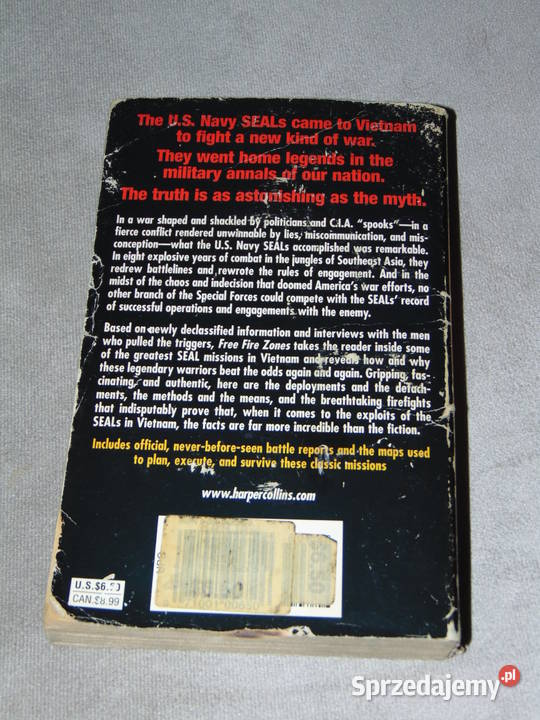 The U.S. Navy SEALs came to Vietnam
to fight a new kind of war.
They went home legends in the
military annals of our nation.
The truth is as astonishing as the myth.
In a war shaped and shackled by politicians and C.I.A. "spooks"—in a
fierce conflict rendered unwinnable by lies, miscommunication, and mis-
conception—what the U.S. Navy SEALs accomplished was remarkable.
In eight explosive years of combat in the jungles of Southeast Asia, they
redrew battlelines and rewrote the rules of engagement. And in the
midst of the chaos and indecision that doomed America's war efforts, no
other branch of the Special Forces could compete with the SEALs' record
of successful operations and engagements with the enemy.
Based on newly declassified information and interviews with the men
who pulled the triggers, Free Fire Zones takes the reader inside some
of the greatest SEAL missions in Vietnam and reveals how and why
these legendary warriors beat the odds again and again. Gripping, fas-
cinating, and authentic, here are the deployments and the detach-
ments, the methods and the means, and the breathtaking firefights
that indisputably prove that, when it comes to the exploits of the
SEALs in Vietnam, the facts are far more incredible than the fiction.
Includes official, never-before-seen battle reports and the maps used
to plan, execute, and survive these classic missions
www.harpercollins.com
U.S.$6.50
CAN.$8.99
Sprzedajemy.pl